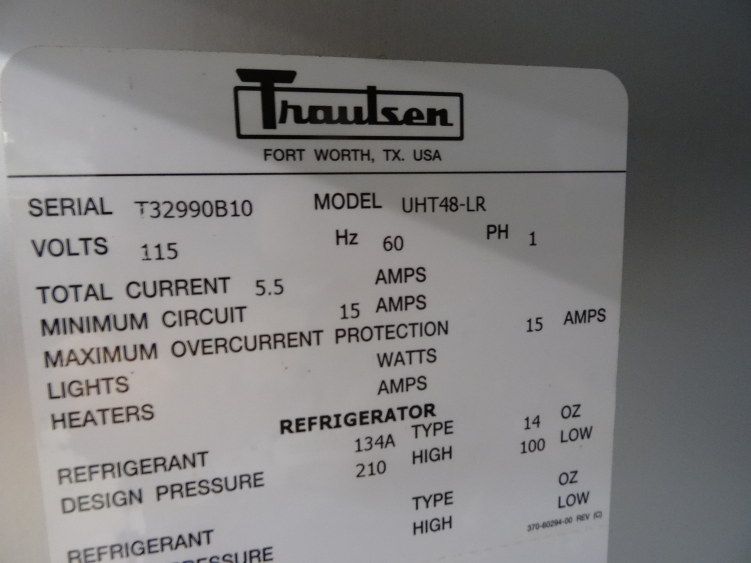 Traulsen
FORT WORTH, TX. USA
SERIAL T32990B10 MODEL UHT48-LR
VOLTS 115 Hz 60 PH 1
TOTAL CURRENT 5.5 AMPS
MINIMUM CIRCUIT 15 AMPS
MAXIMUM OVERCURRENT PROTECTION 15 AMPS
LIGHTS WATTS
HEATERS AMPS
REFRIGERATOR
REFRIGERANT 134A TYPE 14 OZ
DESIGN PRESSURE 210 HIGH 100 LOW
REFRIGERANT TYPE OZ
PRESSURE HIGH LOW
370-60294-00 REV (C)